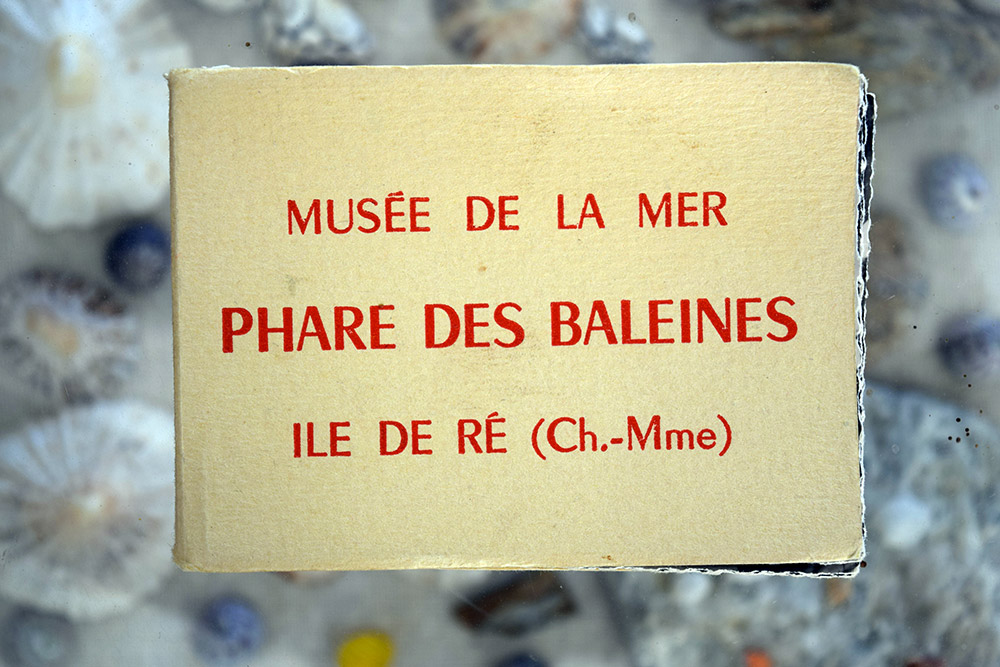 MUSÉE DE LA MER
PHARE DES BALEINES
ILE DE RÉ (Ch.-Mme)